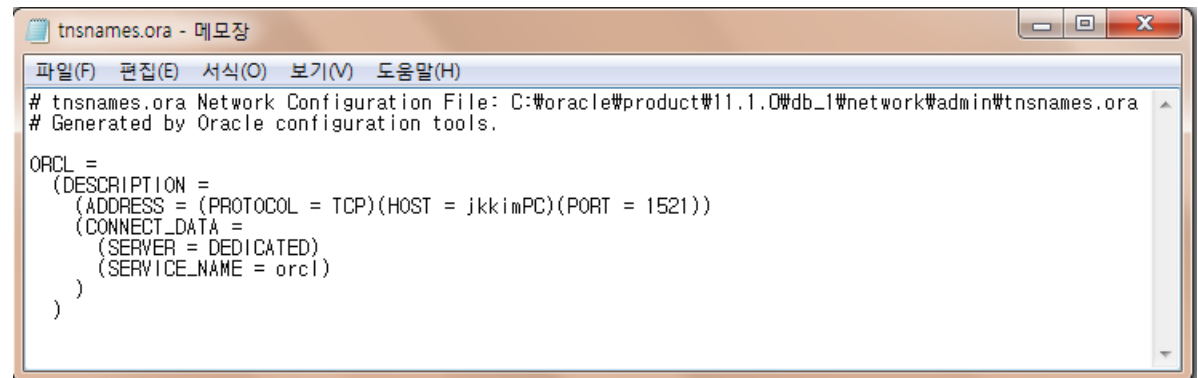 tnsnames.ora - 메모장
파일(F) 편집(E) 서식(O) 보기(V) 도움말(H)
# tnsnames.ora Network Configuration File: C:₩oracle₩product₩11.1.0₩db_1₩network₩admin₩tnsnames.ora
# Generated by Oracle configuration tools.
ORCL =
(DESCRIPTION =
(ADDRESS = (PROTOCOL = TCP)(HOST = jkkimPC)(PORT = 1521))
(CONNECT_DATA =
(SERVER = DEDICATED)
(SERVICE_NAME = orcl)
)
)